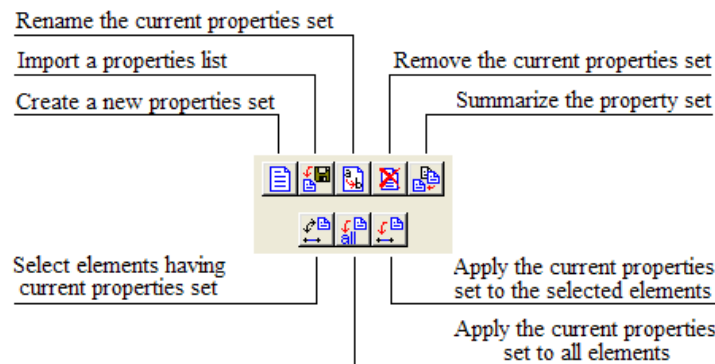 Rename the current properties set
Import a properties list
Remove the current properties set
Create a new properties set
Summarize the property set
a
b
all
Select elements having
current properties set
Apply the current properties
set to the selected elements
Apply the current properties
set to all elements